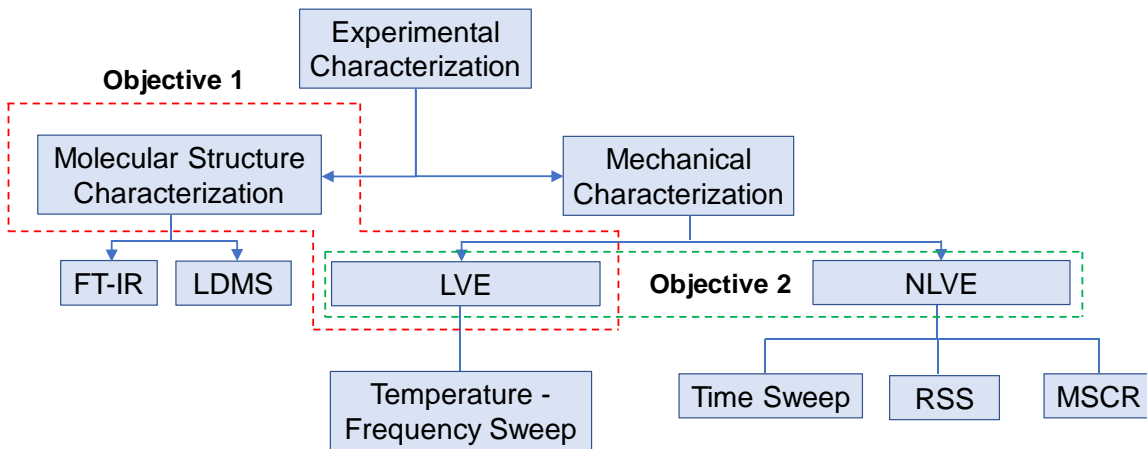 Experimental
Characterization
Objective 1
Molecular Structure
Characterization
Mechanical
Characterization
FT-IR
LDMS
LVE
Objective 2
NLVE
Temperature -
Frequency Sweep
Time Sweep
RSS
MSCR